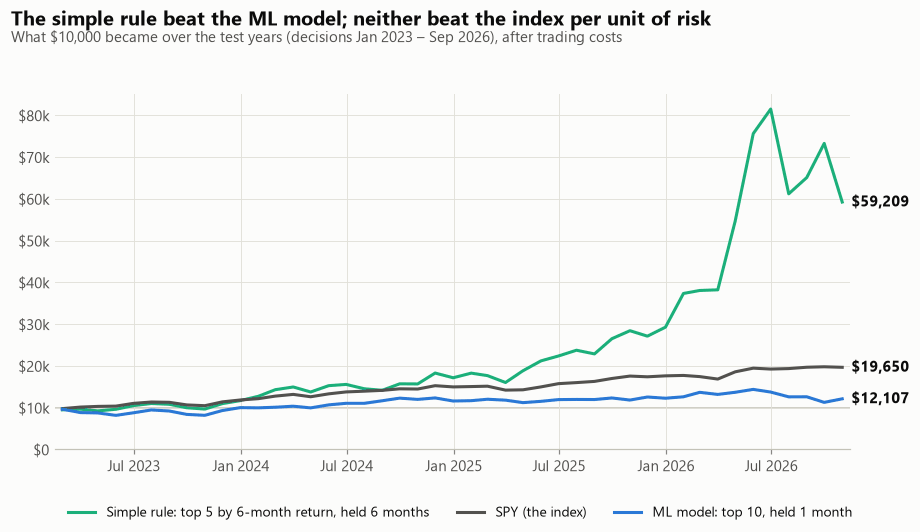 The simple rule beat the ML model; neither beat the index per unit of risk
What $10,000 became over the test years (decisions Jan 2023 – Sep 2026), after trading costs
$80k
$70k
$60k
$50k
$40k
$30k
$20k
$10k
$0
$59,209
$19,650
$12,107
Jul 2023
Jan 2024
Jul 2024
Jan 2025
Jul 2025
Jan 2026
Jul 2026
Simple rule: top 5 by 6-month return, held 6 months
SPY (the index)
ML model: top 10, held 1 month